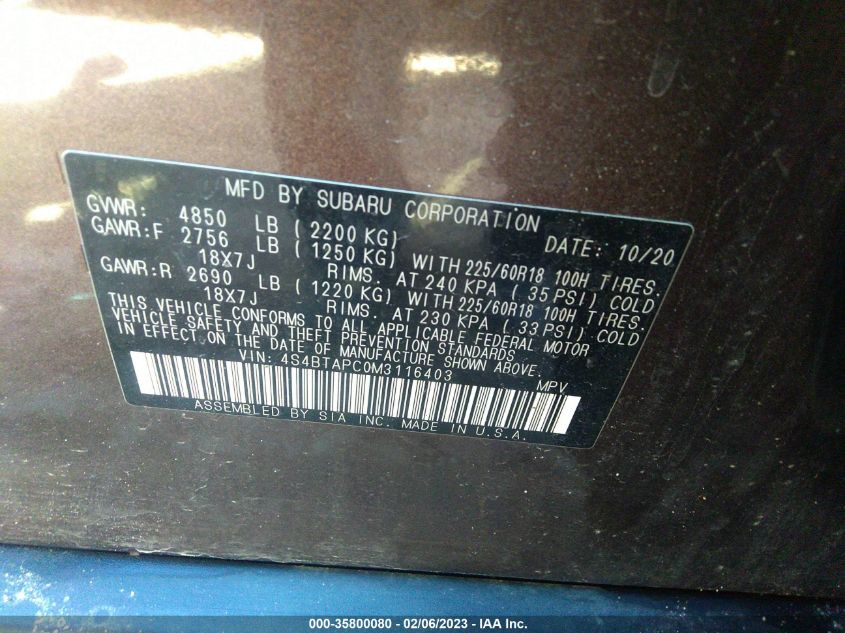 MFD BY SUBARU CORPORATION
GVWR: 4850 LB ( 2200 KG) DATE: 10/20
GAWR:F 2756 LB ( 1250 KG) WITH 225/60R18 100H TIRES.
18X7J RIMS. AT 240 KPA ( 35 PSI) COLD
GAWR:R 2690 LB ( 1220 KG) WITH 225/60R18 100H TIRES.
18X7J RIMS. AT 230 KPA ( 33 PSI) COLD
THIS VEHICLE CONFORMS TO ALL APPLICABLE FEDERAL MOTOR
VEHICLE SAFETY AND THEFT PREVENTION STANDARDS
IN EFFECT ON THE DATE OF MANUFACTURE SHOWN ABOVE.
VIN: 4S4BTAPC0M3116403 MPV
ASSEMBLED BY SIA INC. MADE IN U.S.A.
000-35800080 - 02/06/2023 - IAA Inc.